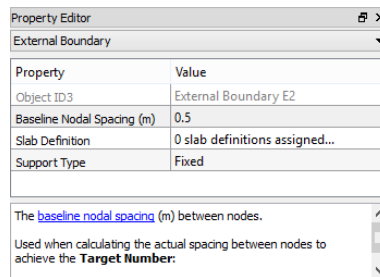 Property Editor
External Boundary
Property Value
Object ID3 External Boundary E2
Baseline Nodal Spacing (m) 0.5
Slab Definition 0 slab definitions assigned...
Support Type Fixed
The baseline nodal spacing (m) between nodes.
Used when calculating the actual spacing between nodes to
achieve the Target Number: